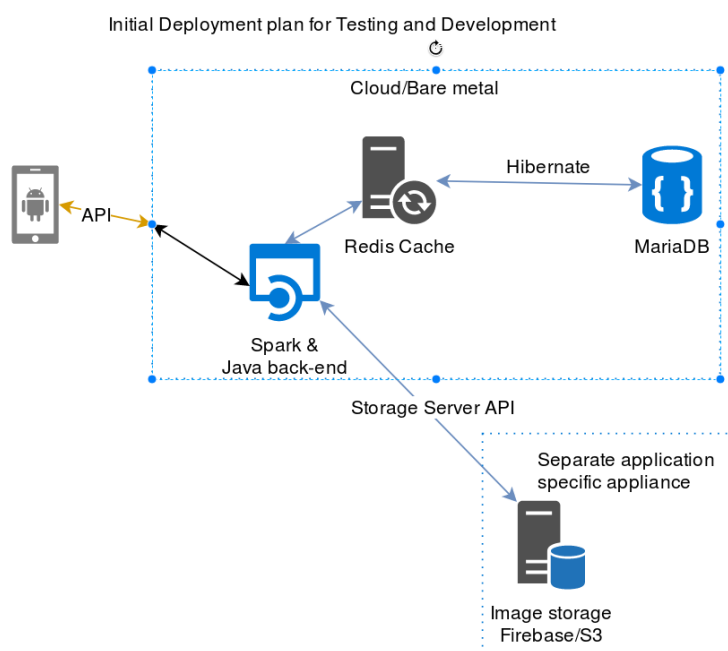 Initial Deployment plan for Testing and Development
Cloud/Bare metal
Hibernate
API
Redis Cache
MariaDB
Spark &
Java back-end
Storage Server API
Separate application
specific appliance
Image storage
Firebase/S3